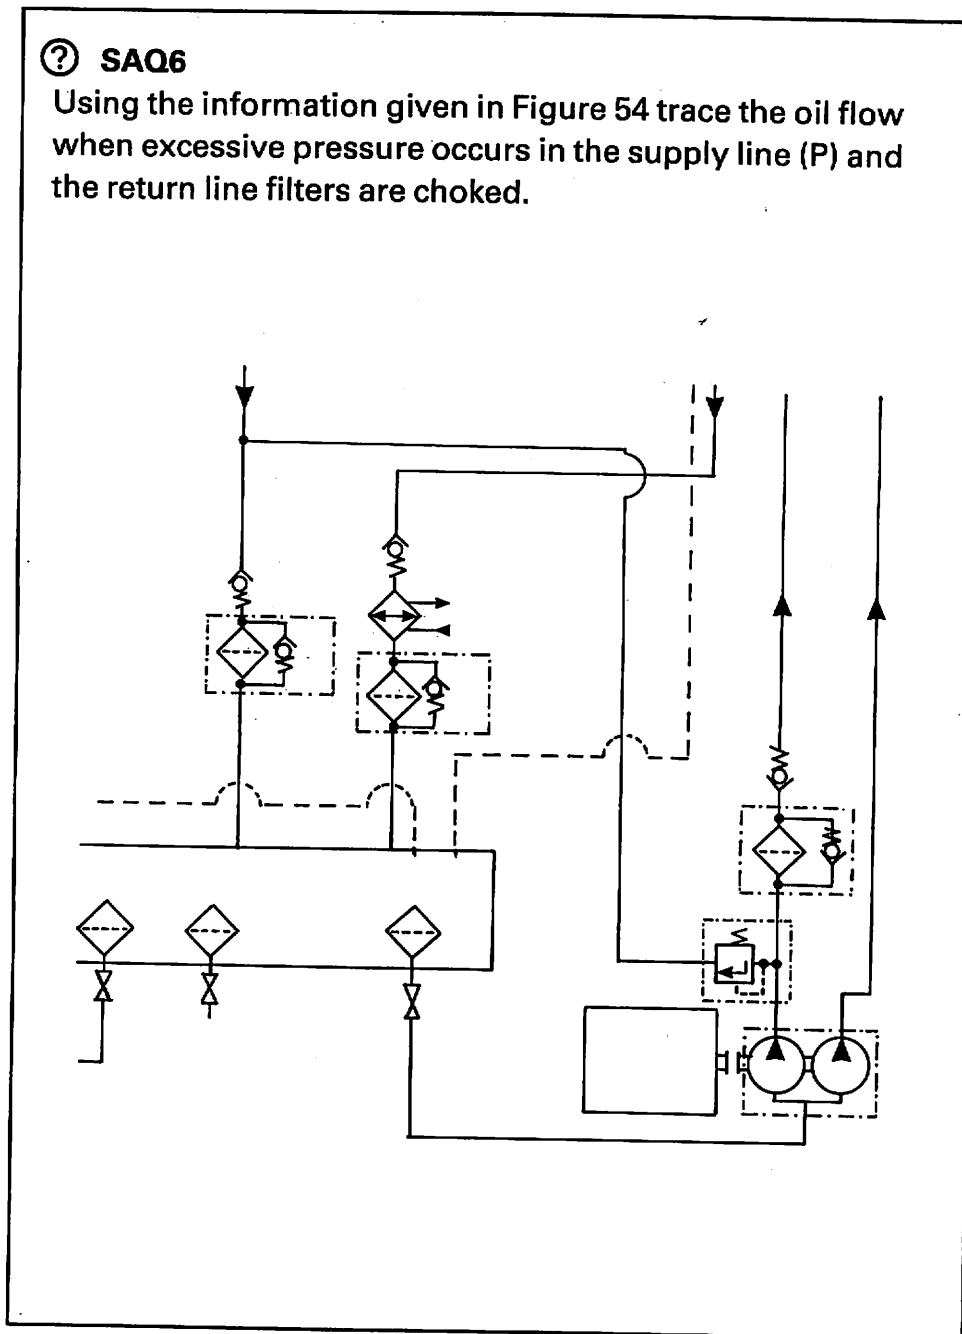 ? SAQ6
Using the information given in Figure 54 trace the oil flow
when excessive pressure occurs in the supply line (P) and
the return line filters are choked.